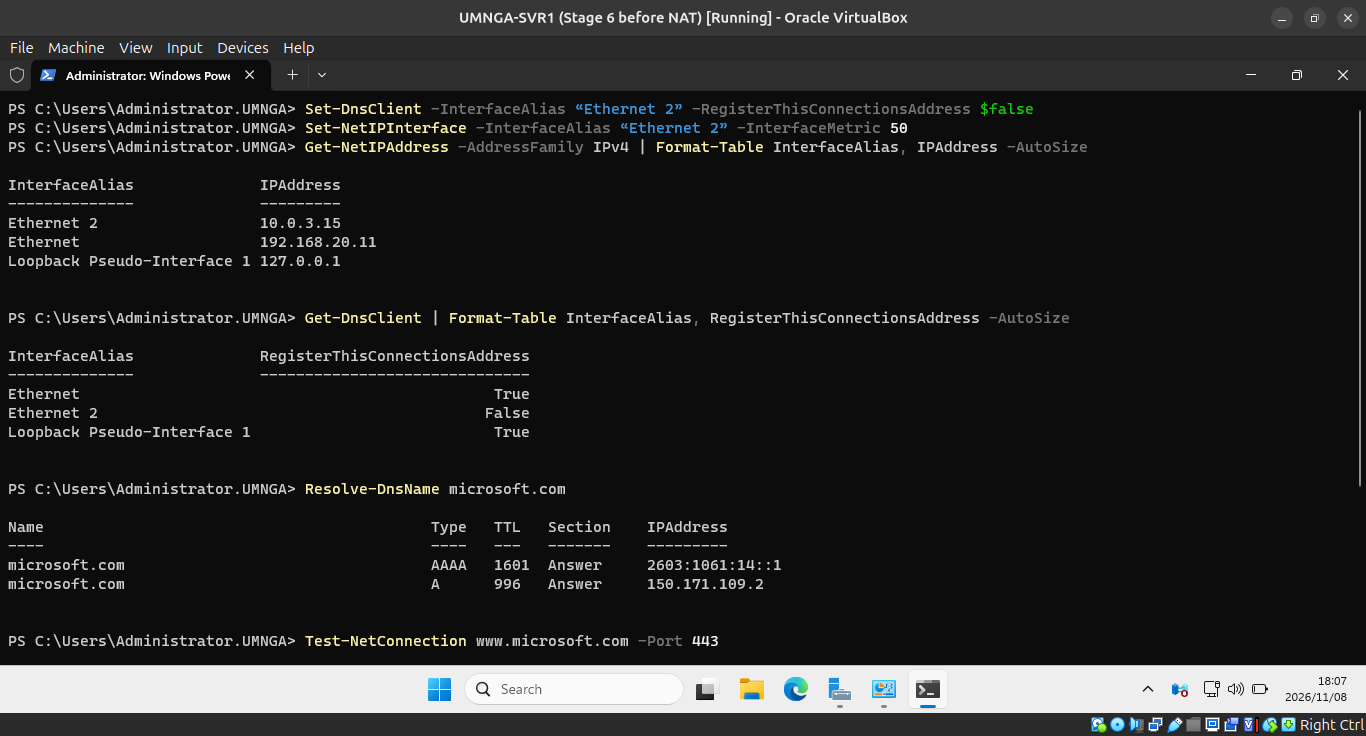 UMNGA-SVR1 (Stage 6 before NAT) [Running] - Oracle VirtualBox
File Machine View Input Devices Help
Administrator: Windows Powe
PS C:\Users\Administrator.UMNGA> Set-DnsClient -InterfaceAlias “Ethernet 2” -RegisterThisConnectionsAddress $false
PS C:\Users\Administrator.UMNGA> Set-NetIPInterface -InterfaceAlias “Ethernet 2” -InterfaceMetric 50
PS C:\Users\Administrator.UMNGA> Get-NetIPAddress -AddressFamily IPv4 | Format-Table InterfaceAlias, IPAddress -AutoSize
InterfaceAlias IPAddress
-------------- ---------
Ethernet 2 10.0.3.15
Ethernet 192.168.20.11
Loopback Pseudo-Interface 1 127.0.0.1
PS C:\Users\Administrator.UMNGA> Get-DnsClient | Format-Table InterfaceAlias, RegisterThisConnectionsAddress -AutoSize
InterfaceAlias RegisterThisConnectionsAddress
-------------- ------------------------------
Ethernet True
Ethernet 2 False
Loopback Pseudo-Interface 1 True
PS C:\Users\Administrator.UMNGA> Resolve-DnsName microsoft.com
Name Type TTL Section IPAddress
---- ---- --- ------- ---------
microsoft.com AAAA 1601 Answer 2603:1061:14::1
microsoft.com A 996 Answer 150.171.109.2
PS C:\Users\Administrator.UMNGA> Test-NetConnection www.microsoft.com -Port 443
Search
18:07
2026/11/08
Right Ctrl